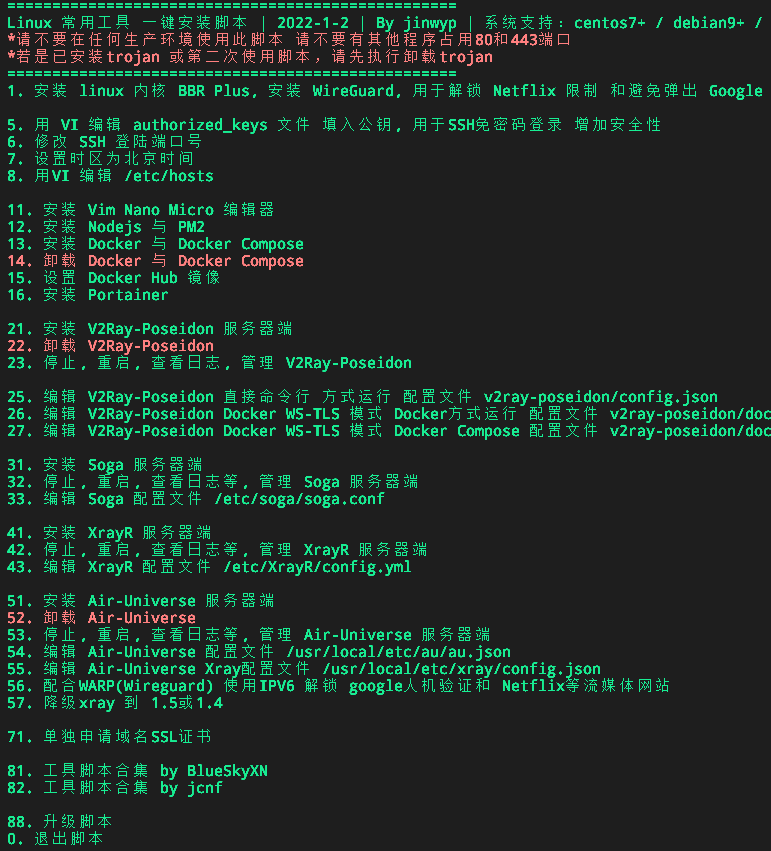 ==================================================
Linux 常用工具 一键安装脚本 | 2022-1-2 | By jinwyp | 系统支持: centos7+ / debian9+ /
*请不要在任何生产环境使用此脚本 请不要有其他程序占用80和443端口
*若是已安装trojan 或第二次使用脚本，请先执行卸载trojan
==================================================
1. 安装 linux 内核 BBR Plus, 安装 WireGuard, 用于解锁 Netflix 限制 和避免弹出 Google
5. 用 VI 编辑 authorized_keys 文件 填入公钥, 用于SSH免密码登录 增加安全性
6. 修改 SSH 登陆端口号
7. 设置时区为北京时间
8. 用VI 编辑 /etc/hosts
11. 安装 Vim Nano Micro 编辑器
12. 安装 Nodejs 与 PM2
13. 安装 Docker 与 Docker Compose
14. 卸载 Docker 与 Docker Compose
15. 设置 Docker Hub 镜像
16. 安装 Portainer
21. 安装 V2Ray-Poseidon 服务器端
22. 卸载 V2Ray-Poseidon
23. 停止, 重启, 查看日志, 管理 V2Ray-Poseidon
25. 编辑 V2Ray-Poseidon 直接命令行 方式运行 配置文件 v2ray-poseidon/config.json
26. 编辑 V2Ray-Poseidon Docker WS-TLS 模式 Docker方式运行 配置文件 v2ray-poseidon/doc
27. 编辑 V2Ray-Poseidon Docker WS-TLS 模式 Docker Compose 配置文件 v2ray-poseidon/doc
31. 安装 Soga 服务器端
32. 停止, 重启, 查看日志等, 管理 Soga 服务器端
33. 编辑 Soga 配置文件 /etc/soga/soga.conf
41. 安装 XrayR 服务器端
42. 停止, 重启, 查看日志等, 管理 XrayR 服务器端
43. 编辑 XrayR 配置文件 /etc/XrayR/config.yml
51. 安装 Air-Universe 服务器端
52. 卸载 Air-Universe
53. 停止, 重启, 查看日志等, 管理 Air-Universe 服务器端
54. 编辑 Air-Universe 配置文件 /usr/local/etc/au/au.json
55. 编辑 Air-Universe Xray配置文件 /usr/local/etc/xray/config.json
56. 配合WARP(Wireguard) 使用IPV6 解锁 google人机验证和 Netflix等流媒体网站
57. 降级xray 到 1.5或1.4
71. 单独申请域名SSL证书
81. 工具脚本合集 by BlueSkyXN
82. 工具脚本合集 by jcnf
88. 升级脚本
0. 退出脚本